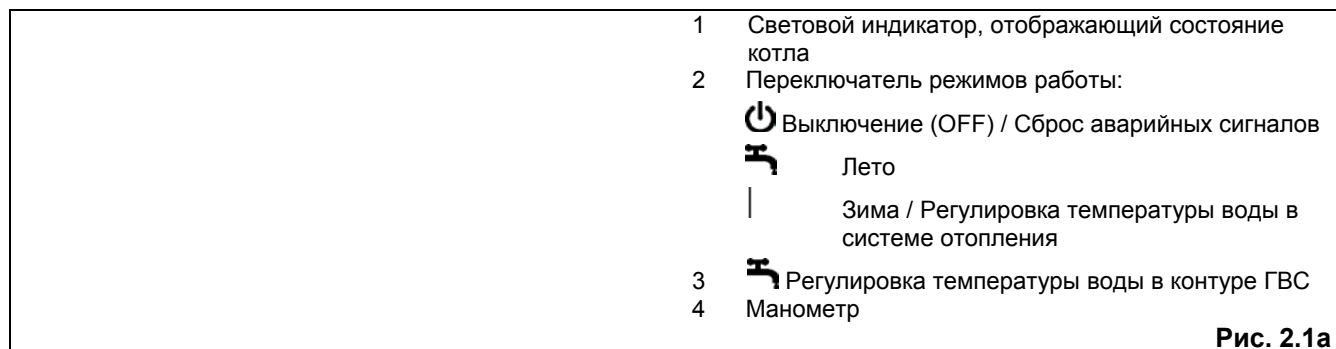 1 Световой индикатор, отображающий состояние
котла
2 Переключатель режимов работы:
Выключение (OFF) / Сброс аварийных сигналов
Лето
Зима / Регулировка температуры воды в
системе отопления
3 Регулировка температуры воды в контуре ГВС
4 Манометр
Рис. 2.1а